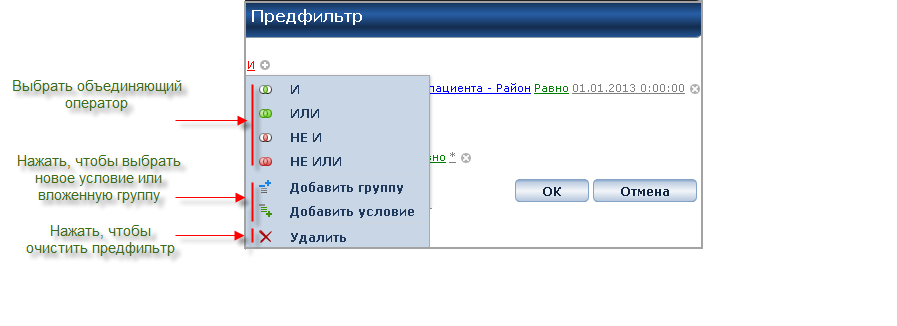 Предфильтр
И
Выбрать объединяющий
оператор
И
пациента - Район Равно 01.01.2013 0:00:00
ИЛИ
НЕ И
НЕ ИЛИ
вно *
Нажать, чтобы выбрать
новое условие или
вложенную группу
Добавить группу
Добавить условие
ОК
Отмена
Нажать, чтобы
очистить предфильтр
Удалить